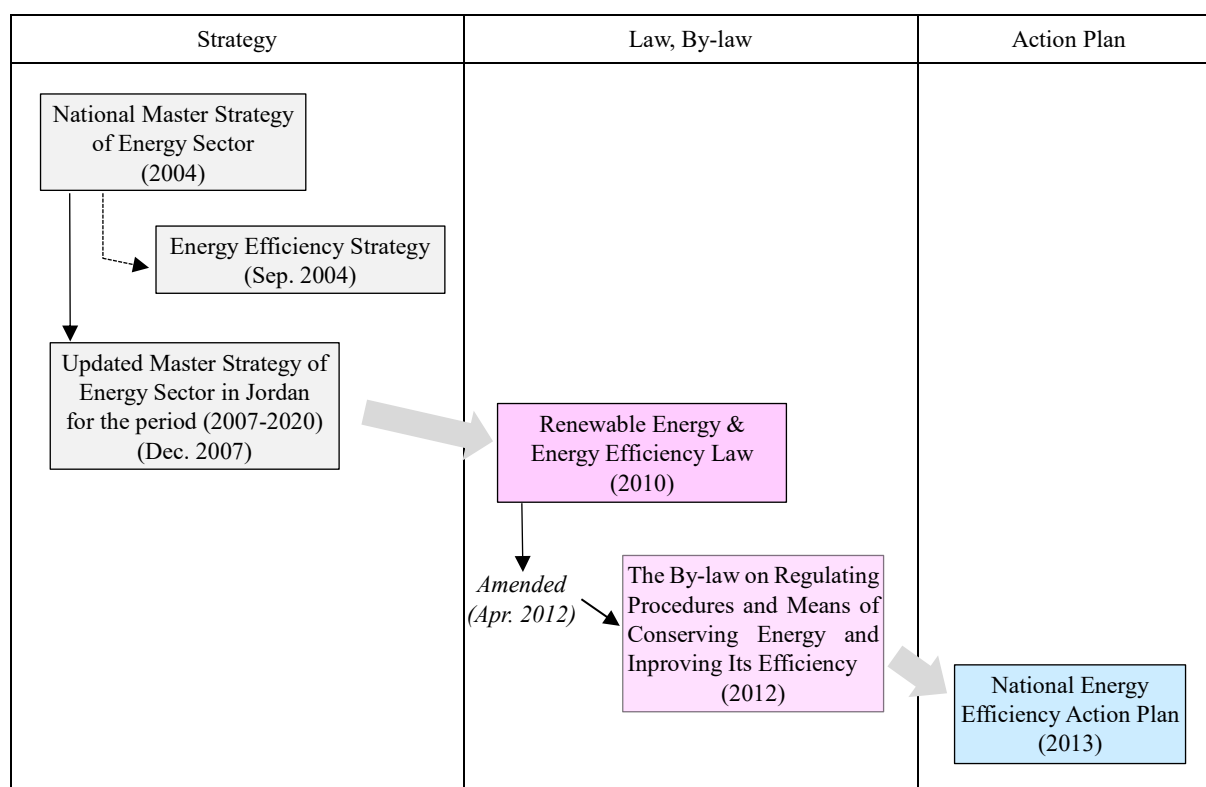 Strategy
Law, By-law
Action Plan
National Master Strategy
of Energy Sector
(2004)
Energy Efficiency Strategy
(Sep. 2004)
Updated Master Strategy of
Energy Sector in Jordan
for the period (2007-2020)
(Dec. 2007)
Renewable Energy &
Energy Efficiency Law
(2010)
Amended
(Apr. 2012)
The By-law on Regulating
Procedures and Means of
Conserving Energy and
Inproving Its Efficiency
(2012)
National Energy
Efficiency Action Plan
(2013)